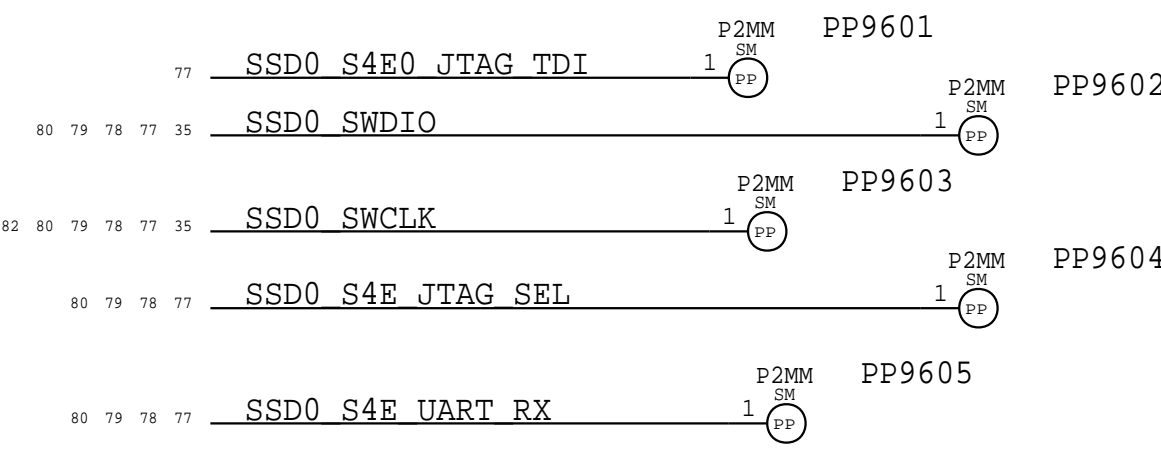 P2MM PP9601
SM
77 SSD0_S4E0_JTAG_TDI 1 PP
P2MM PP9602
SM
80 79 78 77 35 SSD0_SWDIO 1 PP
P2MM PP9603
SM
82 80 79 78 77 35 SSD0_SWCLK 1 PP
P2MM PP9604
SM
80 79 78 77 SSD0_S4E_JTAG_SEL 1 PP
P2MM PP9605
SM
80 79 78 77 SSD0_S4E_UART_RX 1 PP